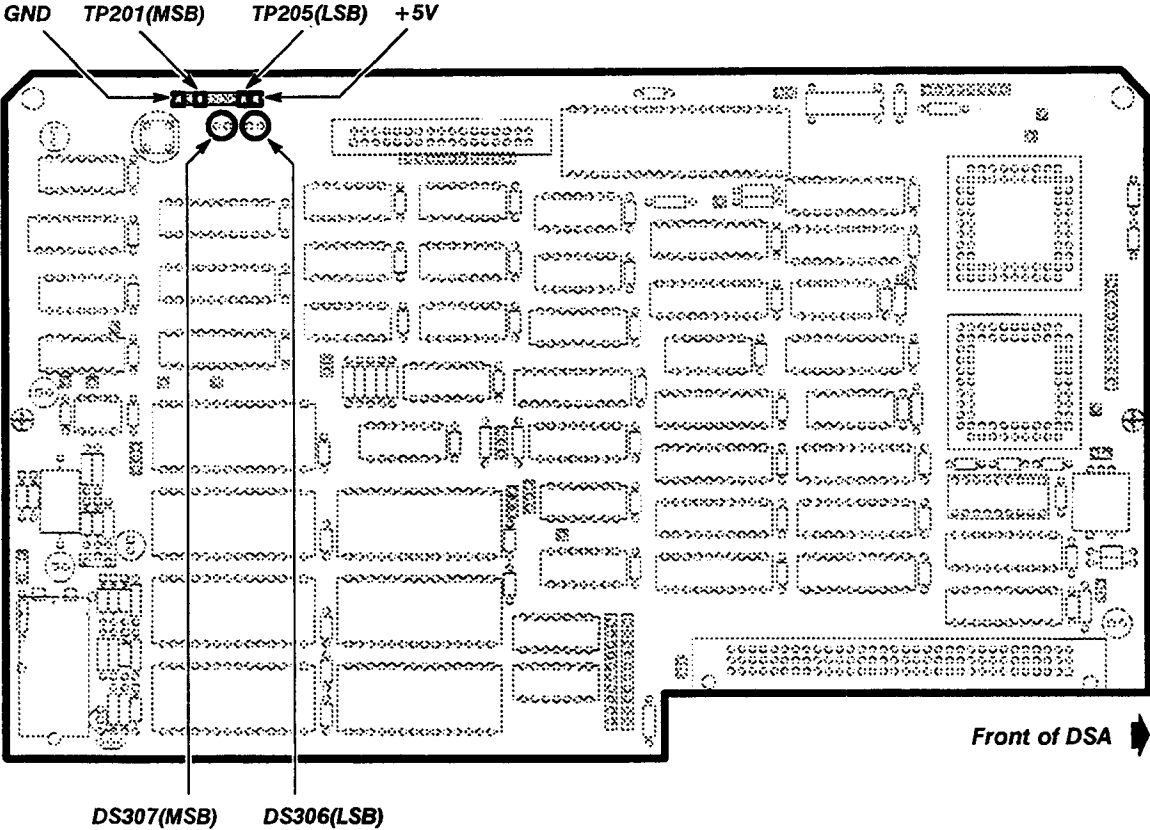 GND TP201(MSB) TP205(LSB) +5V
Front of DSA
DS307(MSB) DS306(LSB)